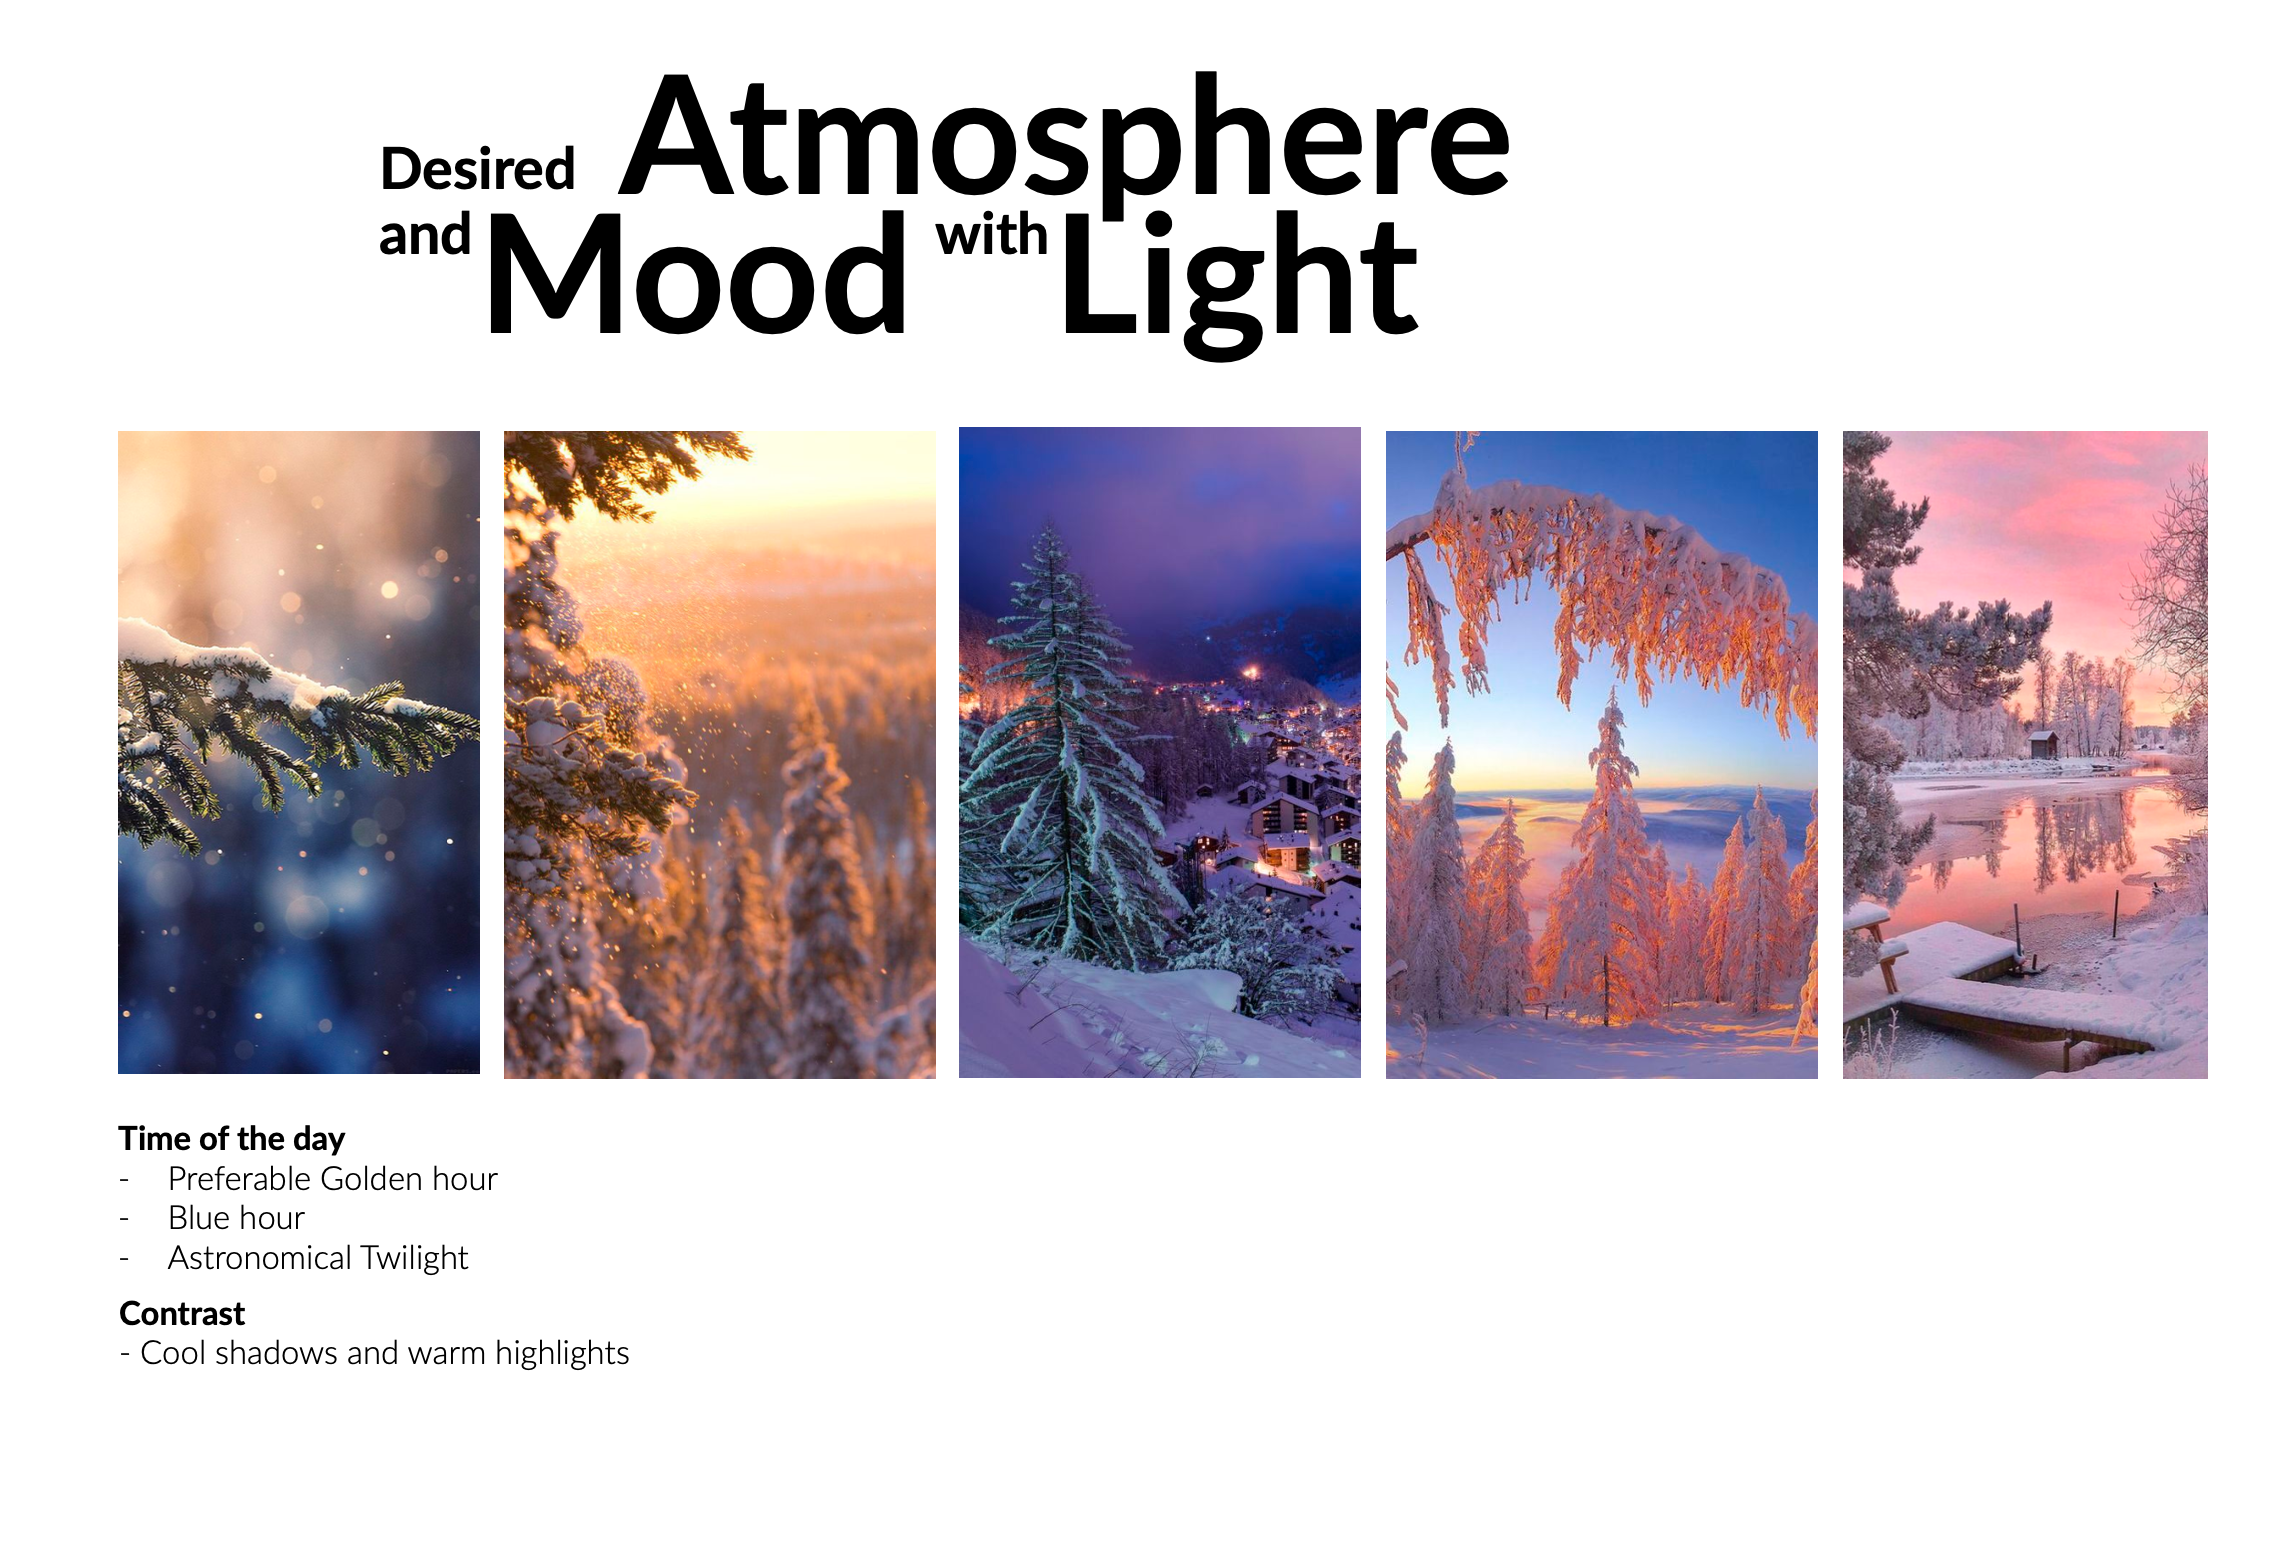 Desired Atmosphere
and Mood with Light
Time of the day
- Preferable Golden hour
- Blue hour
- Astronomical Twilight
Contrast
- Cool shadows and warm highlights